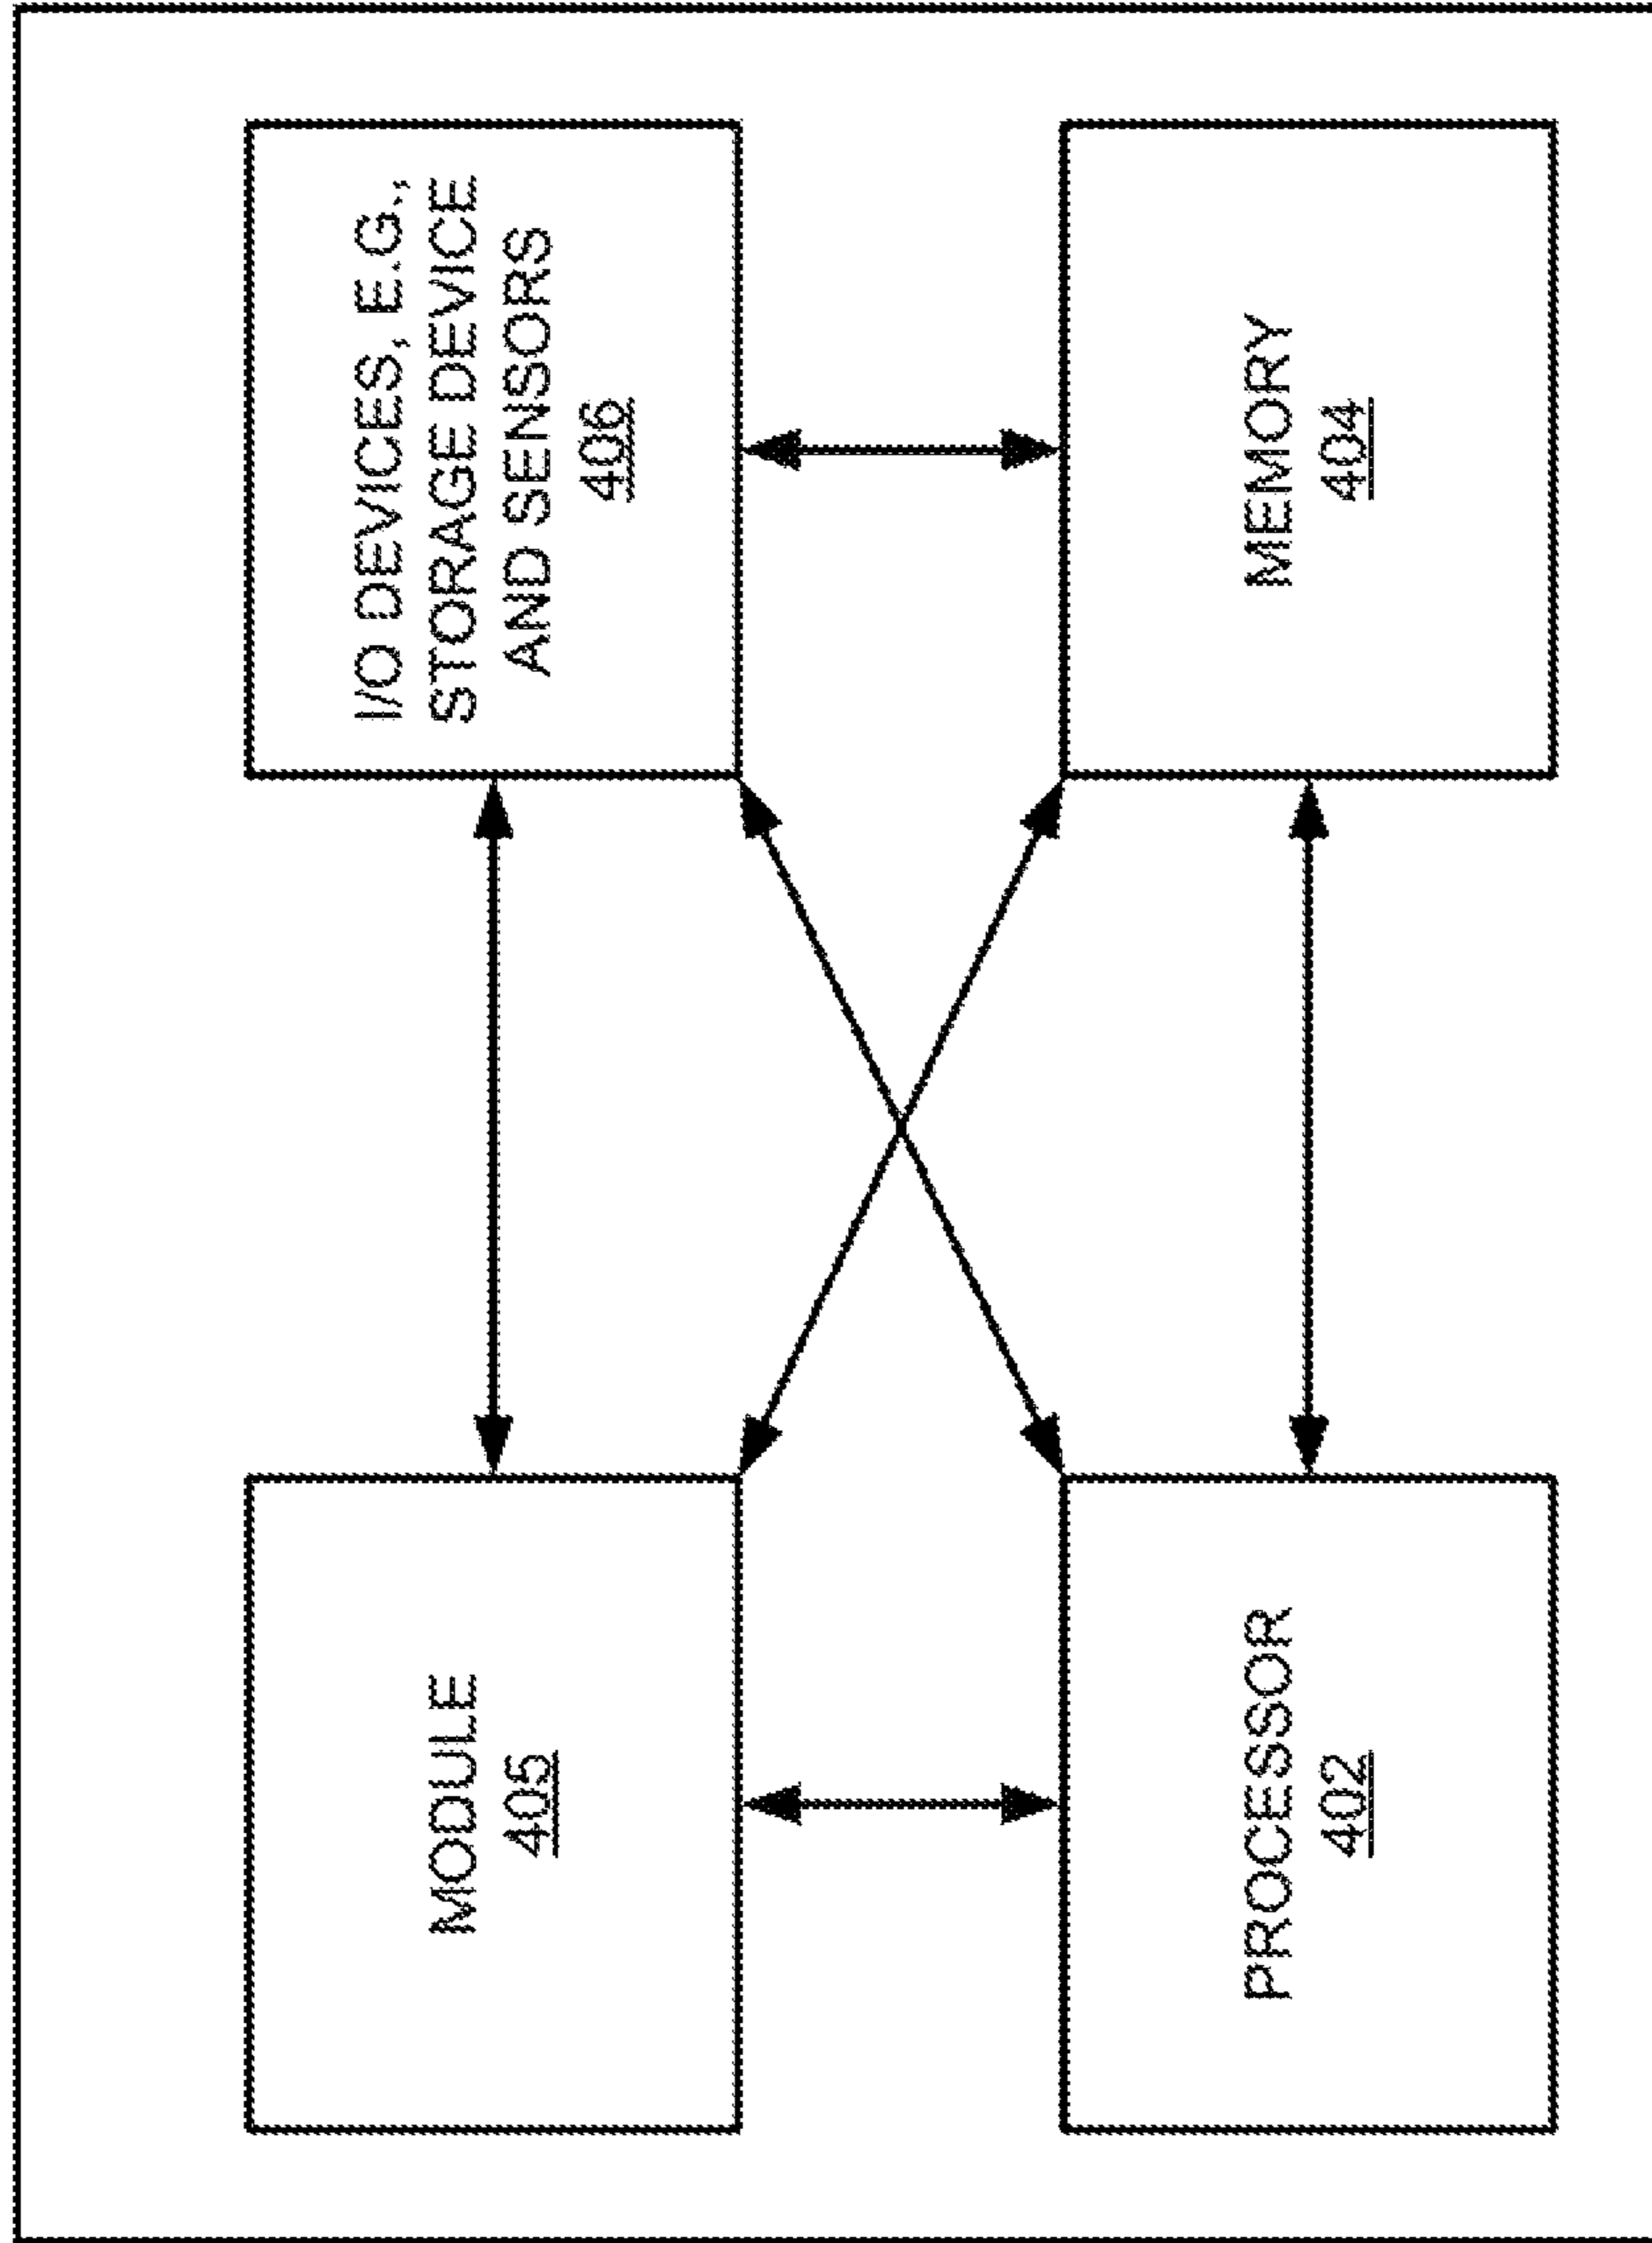 MODULE
405
I/O DEVICES, E.G.,
STORAGE DEVICE
AND SENSORS
406
PROCESSOR
402
MEMORY
404